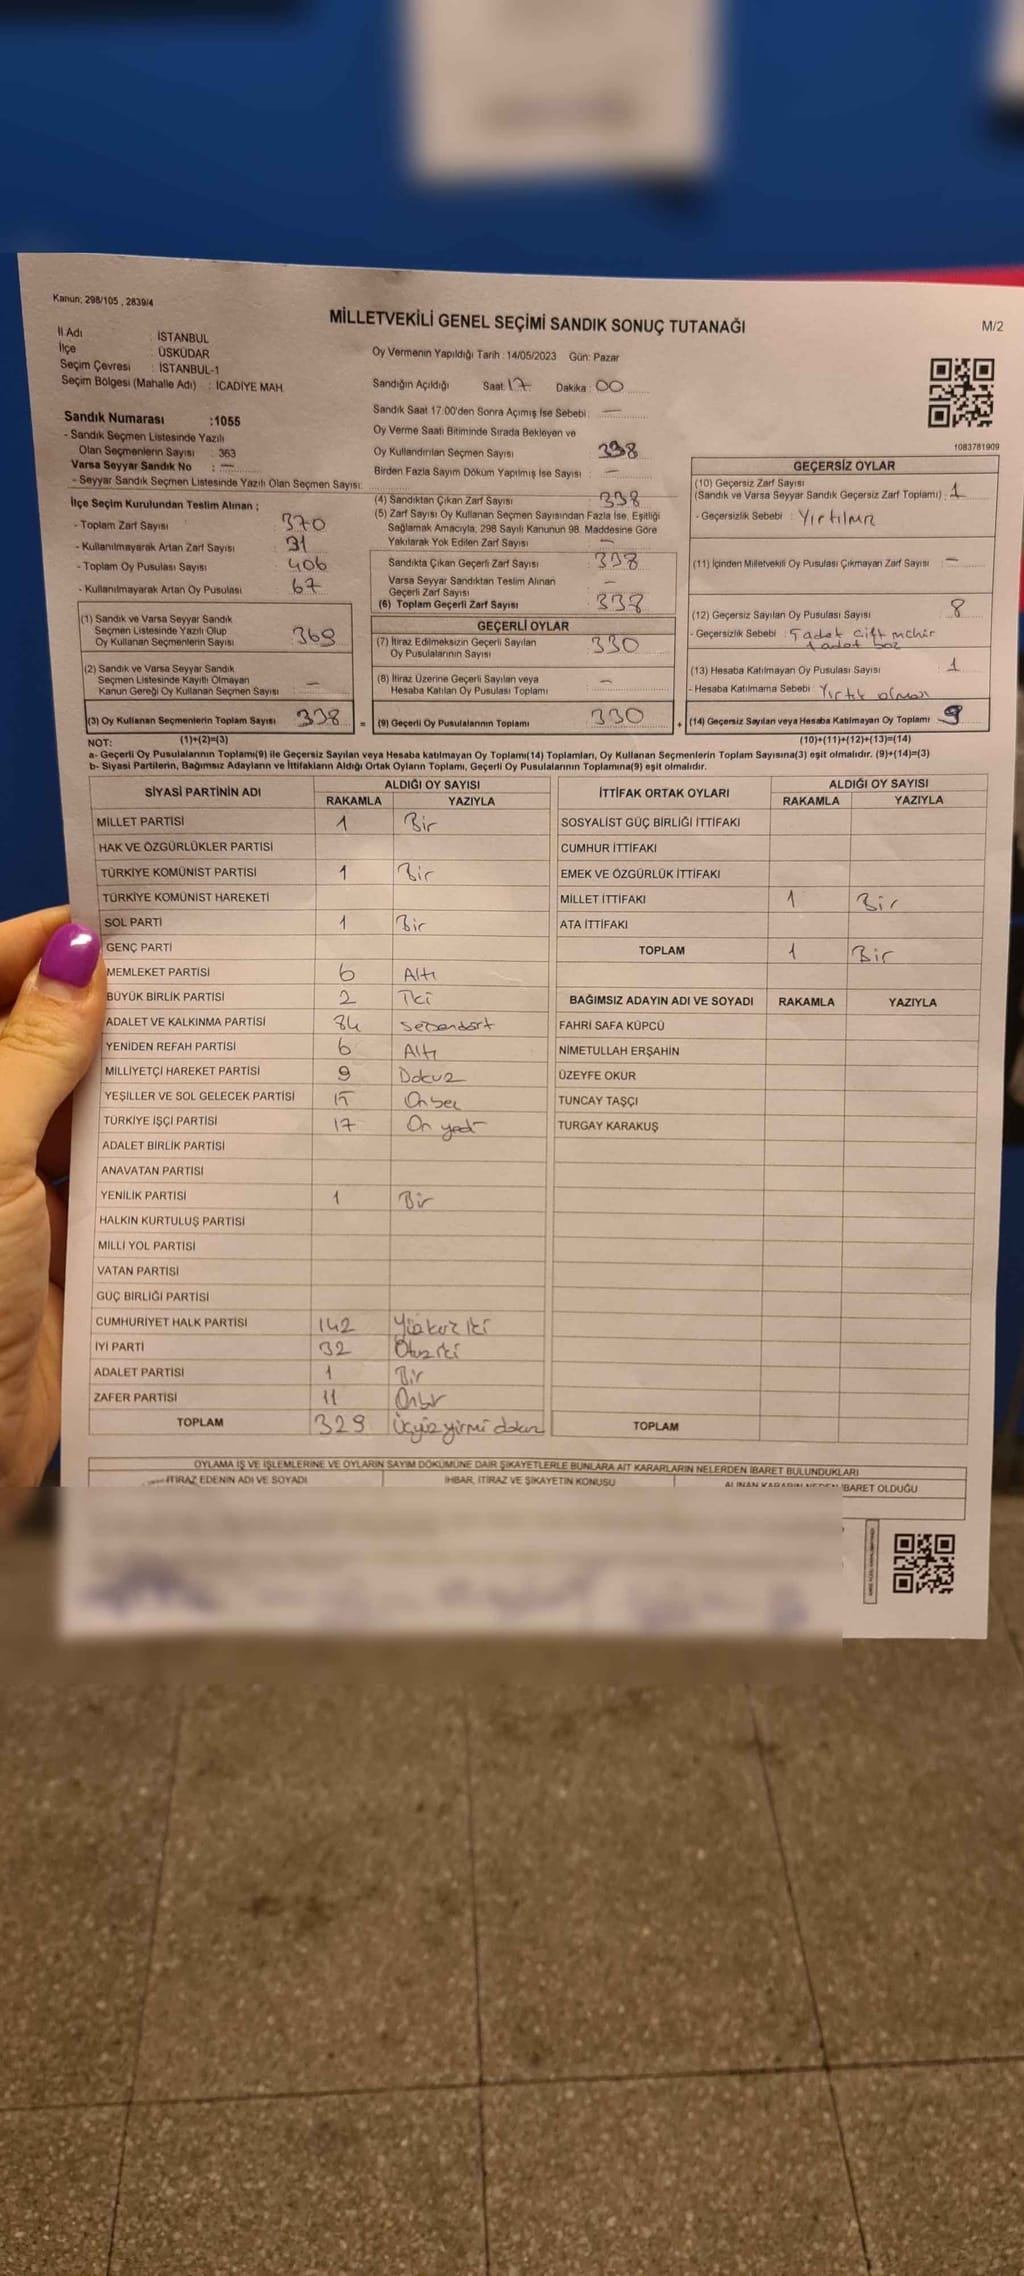 Kanun; 298/105 , 2839/4
MİLLETVEKİLİ GENEL SEÇİMİ SANDIK SONUÇ TUTANAĞI
M/2
İl Adı : İSTANBUL
İlçe : ÜSKÜDAR
Seçim Çevresi : İSTANBUL-1
Seçim Bölgesi (Mahalle Adı) : İCADİYE MAH.
Sandık Numarası :1055
- Sandık Seçmen Listesinde Yazılı
Olan Seçmenlerin Sayısı : 363
Varsa Seyyar Sandık No : —
- Seyyar Sandık Seçmen Listesinde Yazılı Olan Seçmen Sayısı:
İlçe Seçim Kurulundan Teslim Alınan ;
- Toplam Zarf Sayısı : 370
- Kullanılmayarak Artan Zarf Sayısı : 31
- Toplam Oy Pusulası Sayısı : 406
- Kullanılmayarak Artan Oy Pusulası : 67
(1) Sandık ve Varsa Seyyar Sandık
Seçmen Listesinde Yazılı Olup
Oy Kullanan Seçmenlerin Sayısı : 369
(2) Sandık ve Varsa Seyyar Sandık
Seçmen Listesinde Kayıtlı Olmayan
Kanun Gereği Oy Kullanan Seçmen Sayısı : —
(3) Oy Kullanan Seçmenlerin Toplam Sayısı : 338 =
(1)+(2)=(3)
Oy Vermenin Yapıldığı Tarih : 14/05/2023 Gün: Pazar
Sandığın Açıldığı Saat: 17 Dakika : 00
Sandık Saat 17:00'den Sonra Açılmış İse Sebebi : —
Oy Verme Saati Bitiminde Sırada Bekleyen ve
Oy Kullandırılan Seçmen Sayısı : 338
Birden Fazla Sayım Döküm Yapılmış İse Sayısı : —
(4) Sandıktan Çıkan Zarf Sayısı : 338
(5) Zarf Sayısı Oy Kullanan Seçmen Sayısından Fazla İse, Eşitliği
Sağlamak Amacıyla, 298 Sayılı Kanunun 98. Maddesine Göre
Yakılarak Yok Edilen Zarf Sayısı : —
Sandıkta Çıkan Geçerli Zarf Sayısı : 338
Varsa Seyyar Sandıktan Teslim Alınan
Geçerli Zarf Sayısı : —
(6) Toplam Geçerli Zarf Sayısı : 338
GEÇERLİ OYLAR
(7) İtiraz Edilmeksizin Geçerli Sayılan
Oy Pusulalarının Sayısı : 330
(8) İtiraz Üzerine Geçerli Sayılan veya
Hesaba Katılan Oy Pusulası Toplamı : —
(9) Geçerli Oy Pusulalarının Toplamı : 330 +
1083781909
GEÇERSİZ OYLAR
(10) Geçersiz Zarf Sayısı
(Sandık ve Varsa Seyyar Sandık Geçersiz Zarf Toplamı) : 1
- Geçersizlik Sebebi : Yırtılma
(11) İçinden Milletvekili Oy Pusulası Çıkmayan Zarf Sayısı : —
(12) Geçersiz Sayılan Oy Pusulası Sayısı : 8
- Geçersizlik Sebebi : adet çift mühür
1 adet boş
(13) Hesaba Katılmayan Oy Pusulası Sayısı : 1
- Hesaba Katılmama Sebebi : Yırtık olması
(14) Geçersiz Sayılan veya Hesaba Katılmayan Oy Toplamı : 9
(10)+(11)+(12)+(13)=(14)
NOT:
a- Geçerli Oy Pusulalarının Toplamı(9) ile Geçersiz Sayılan veya Hesaba katılmayan Oy Toplamı(14) Toplamları, Oy Kullanan Seçmenlerin Toplam Sayısına(3) eşit olmalıdır. (9)+(14)=(3)
b- Siyasi Partilerin, Bağımsız Adayların ve İttifakların Aldığı Ortak Oyların Toplamı, Geçerli Oy Pusulalarının Toplamına(9) eşit olmalıdır.
SİYASİ PARTİNİN ADI ALDIĞI OY SAYISI
RAKAMLA YAZIYLA
MİLLET PARTİSİ 1 Bir
HAK VE ÖZGÜRLÜKLER PARTİSİ
TÜRKİYE KOMÜNİST PARTİSİ 1 Bir
TÜRKİYE KOMÜNİST HAREKETİ
SOL PARTİ 1 Bir
GENÇ PARTİ
MEMLEKET PARTİSİ 6 Altı
BÜYÜK BİRLİK PARTİSİ 2 İki
ADALET VE KALKINMA PARTİSİ 84 seksendört
YENİDEN REFAH PARTİSİ 6 Altı
MİLLİYETÇİ HAREKET PARTİSİ 9 Dokuz
YEŞİLLER VE SOL GELECEK PARTİSİ 15 Onbeş
TÜRKİYE İŞÇİ PARTİSİ 17 On yedi
ADALET BİRLİK PARTİSİ
ANAVATAN PARTİSİ
YENİLİK PARTİSİ 1 Bir
HALKIN KURTULUŞ PARTİSİ
MİLLİ YOL PARTİSİ
VATAN PARTİSİ
GÜÇ BİRLİĞİ PARTİSİ
CUMHURİYET HALK PARTİSİ 142 Yüzkırkiki
İYİ PARTİ 32 Otuziki
ADALET PARTİSİ 1 Bir
ZAFER PARTİSİ 11 Onbir
TOPLAM 329 Üçyüzyirmi dokuz
İTTİFAK ORTAK OYLARI ALDIĞI OY SAYISI
RAKAMLA YAZIYLA
SOSYALİST GÜÇ BİRLİĞİ İTTİFAKI
CUMHUR İTTİFAKI
EMEK VE ÖZGÜRLÜK İTTİFAKI
MİLLET İTTİFAKI 1 Bir
ATA İTTİFAKI
TOPLAM 1 Bir
BAĞIMSIZ ADAYIN ADI VE SOYADI RAKAMLA YAZIYLA
FAHRİ SAFA KÜPCÜ
NİMETULLAH ERŞAHİN
ÜZEYFE OKUR
TUNCAY TAŞÇI
TURGAY KARAKUŞ
TOPLAM
OYLAMA İŞ VE İŞLEMLERİNE VE OYLARIN SAYIM DÖKÜMÜNE DAİR ŞİKAYETLERLE BUNLARA AİT KARARLARIN NELERDEN İBARET BULUNDUKLARI
İTİRAZ EDENİN ADI VE SOYADI İHBAR, İTİRAZ VE ŞİKAYETİN KONUSU ALINAN KARARIN NEDEN İBARET OLDUĞU